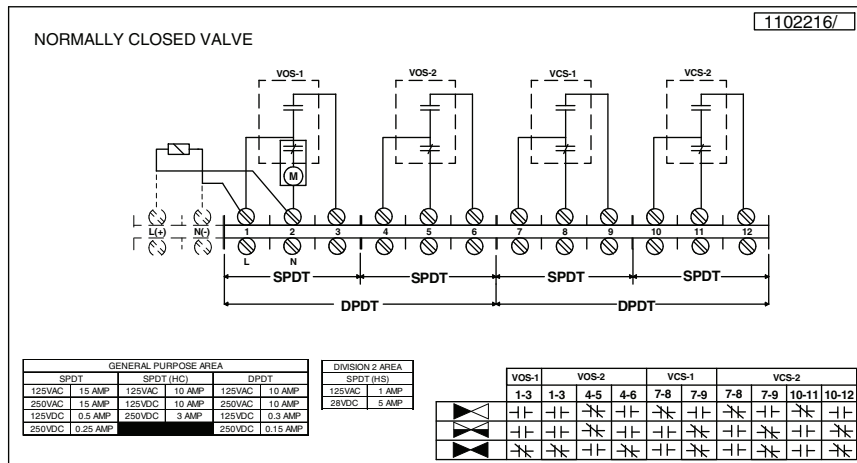 1102216/
NORMALLY CLOSED VALVE
VOS-1 VOS-2 VCS-1 VCS-2
M
L(+) N(-) 1 2 3 4 5 6 7 8 9 10 11 12
L N
SPDT SPDT SPDT SPDT
DPDT DPDT
GENERAL PURPOSE AREA
SPDT SPDT (HC) DPDT
125VAC 15 AMP 125VAC 10 AMP 125VAC 10 AMP
250VAC 15 AMP 125VDC 10 AMP 250VAC 10 AMP
125VDC 0.5 AMP 250VDC 3 AMP 125VDC 0.3 AMP
250VDC 0.25 AMP 250VDC 0.15 AMP
DIVISION 2 AREA
SPDT (HS)
125VAC 1 AMP
28VDC 5 AMP
VOS-1 VOS-2 VCS-1 VCS-2
1-3 1-3 4-5 4-6 7-8 7-9 7-8 7-9 10-11 10-12